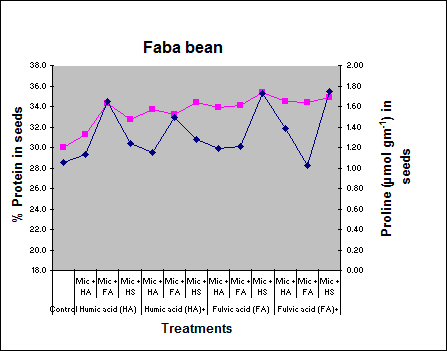 Faba bean
% Protein in seeds
38.0
36.0
34.0
32.0
30.0
28.0
26.0
24.0
22.0
20.0
18.0
2.00
1.80
1.60
1.40
1.20
1.00
0.80
0.60
0.40
0.20
0.00
Proline (µmol gm⁻¹) in
seeds
Mic +
HA
Mic +
FA
Mic +
HS
Mic +
HA
Mic +
FA
Mic +
HS
Mic +
HA
Mic +
FA
Mic +
HS
Mic +
HA
Mic +
FA
Mic +
HS
Control Humic acid (HA) Humic acid (HA)+ Fulvic acid (FA) Fulvic acid (FA)+
Treatments